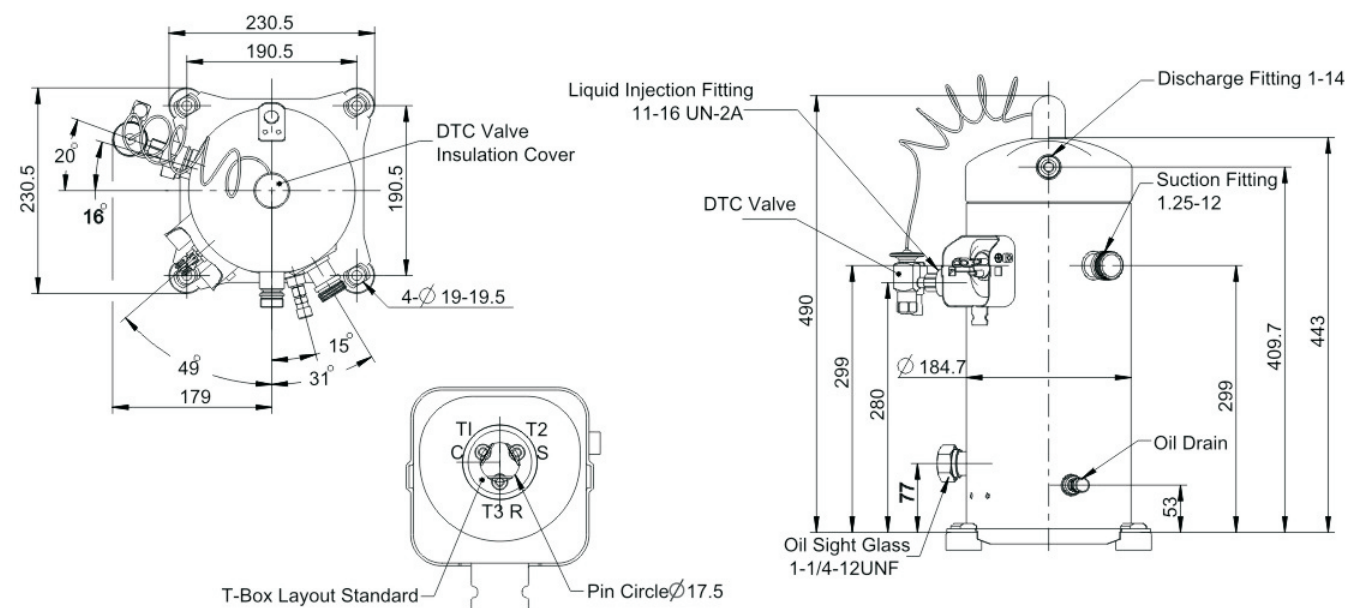 230.5
190.5
230.5
20°
16°
190.5
DTC Valve
Insulation Cover
4-Ø 19-19.5
15°
31°
49°
179
T1
T2
C
S
T3 R
T-Box Layout Standard
Pin CircleØ17.5
Liquid Injection Fitting
11-16 UN-2A
Discharge Fitting 1-14
DTC Valve
Suction Fitting
1.25-12
490
299
280
Ø 184.7
77
409.7
443
299
Oil Drain
53
Oil Sight Glass
1-1/4-12UNF